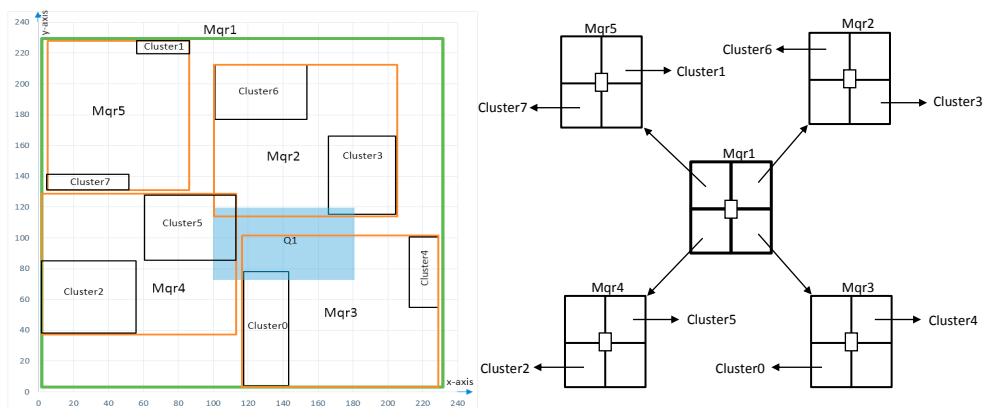 Mqr1
y-axis
240
220
200
180
160
140
120
100
80
60
40
20
0
Cluster1
Cluster6
Mqr5
Cluster3
Mqr2
Cluster7
Cluster5
Q1
Cluster4
Mqr4
Cluster2
Mqr3
Cluster0
x-axis
0 20 40 60 80 100 120 140 160 180 200 220 240
Mqr5
Cluster1
Cluster7
Mqr2
Cluster6
Cluster3
Mqr1
Mqr4
Cluster5
Cluster2
Mqr3
Cluster4
Cluster0